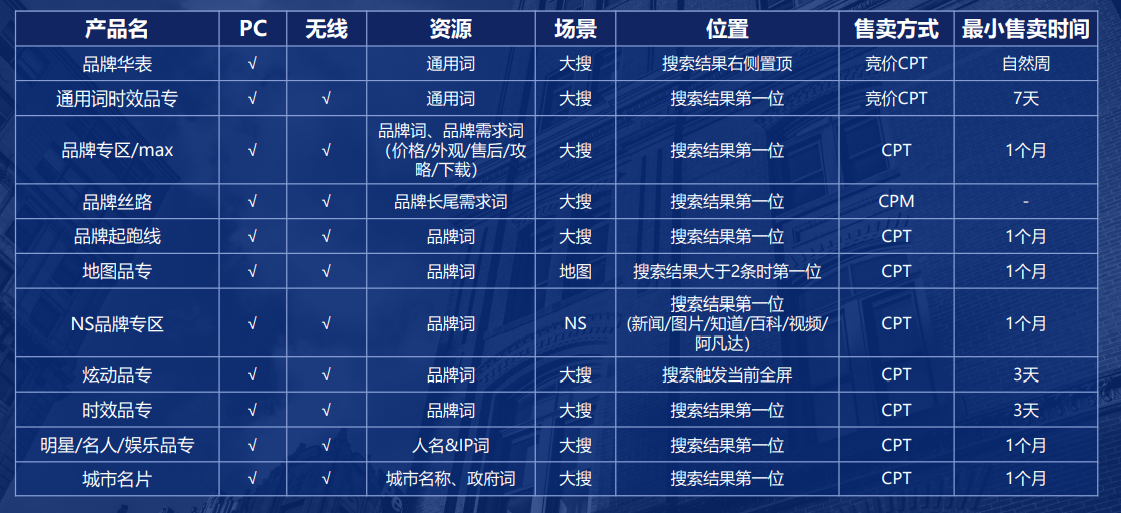 产品名 PC 无线 资源 场景 位置 售卖方式 最小售卖时间
品牌华表 √ 通用词 大搜 搜索结果右侧置顶 竞价CPT 自然周
通用词时效品专 √ √ 通用词 大搜 搜索结果第一位 竞价CPT 7天
品牌专区/max √ √ 品牌词、品牌需求词
（价格/外观/售后/攻
略/下载） 大搜 搜索结果第一位 CPT 1个月
品牌丝路 √ √ 品牌长尾需求词 大搜 搜索结果第一位 CPM -
品牌起跑线 √ √ 品牌词 大搜 搜索结果第一位 CPT 1个月
地图品专 √ √ 品牌词 地图 搜索结果大于2条时第一位 CPT 1个月
NS品牌专区 √ √ 品牌词 NS 搜索结果第一位
(新闻/图片/知道/百科/视频/
阿凡达） CPT 1个月
炫动品专 √ √ 品牌词 大搜 搜索触发当前全屏 CPT 3天
时效品专 √ √ 品牌词 大搜 搜索结果第一位 CPT 3天
明星/名人/娱乐品专 √ √ 人名&IP词 大搜 搜索结果第一位 CPT 1个月
城市名片 √ √ 城市名称、政府词 大搜 搜索结果第一位 CPT 1个月